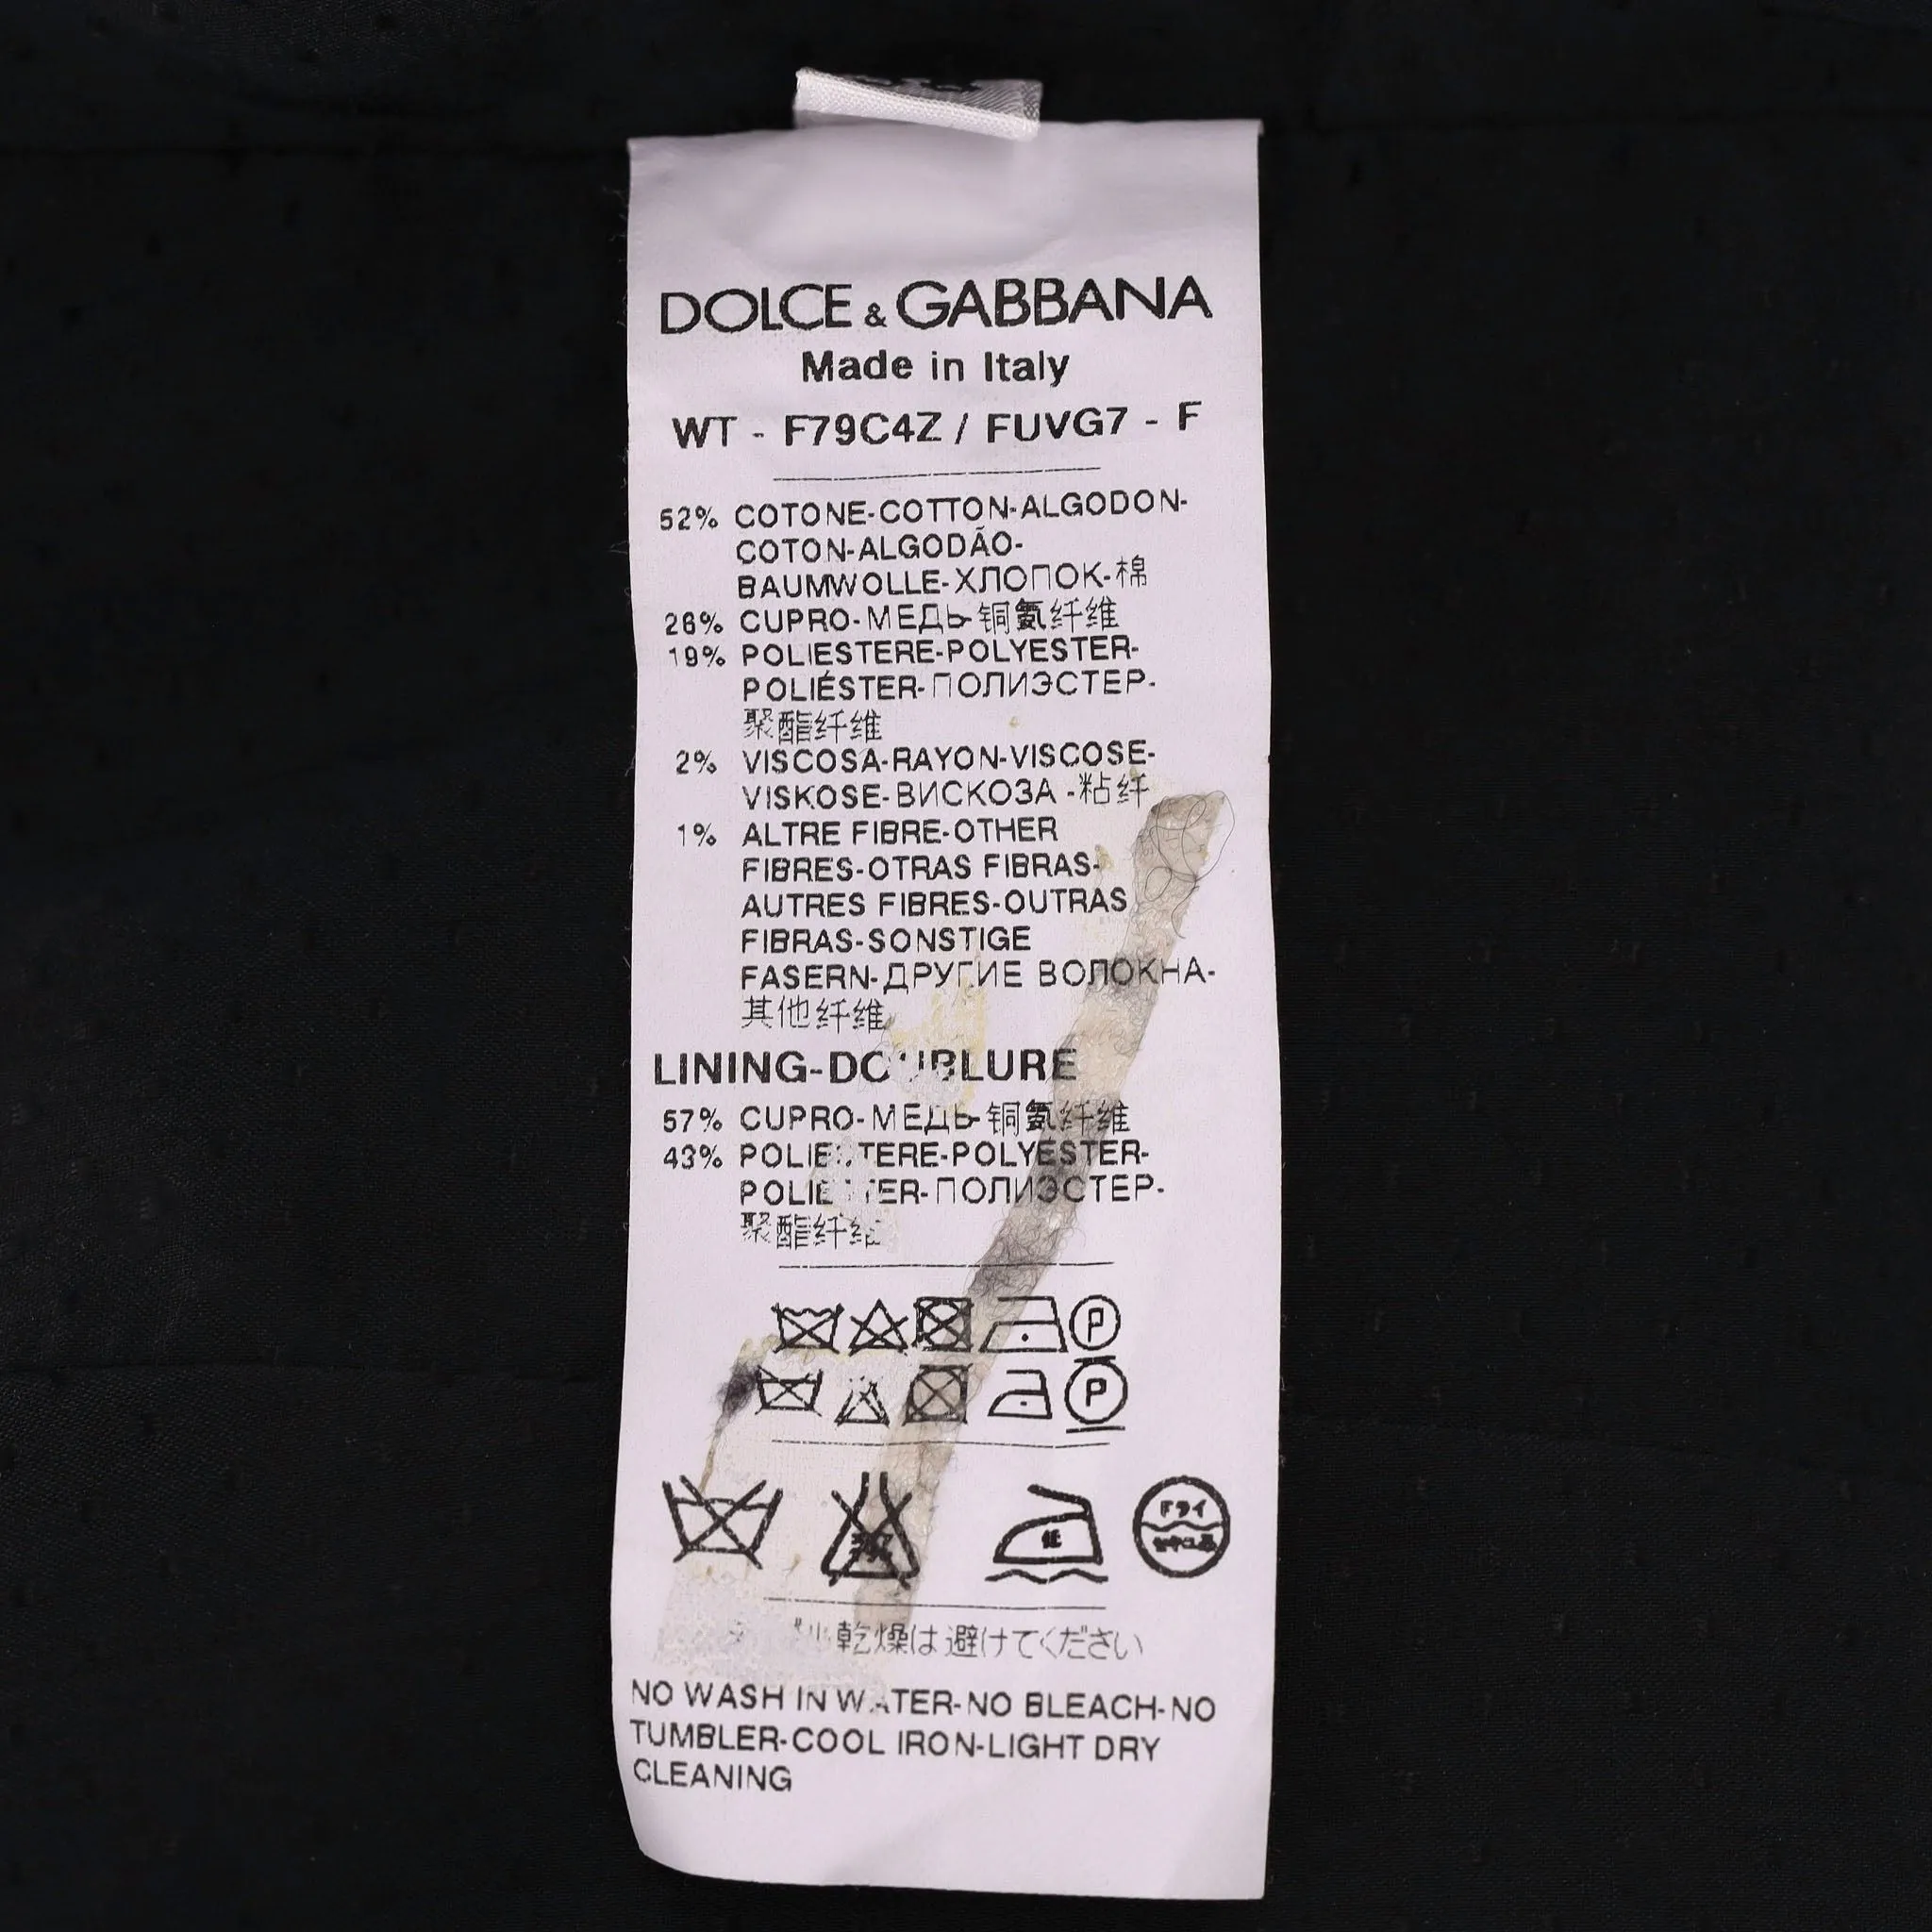 DOLCE & GABBANA
Made in Italy
WT - F79C4Z / FUVG7 - F
52% COTONE-COTTON-ALGODON-
COTON-ALGODÃO-
BAUMWOLLE-ХЛОПОК-棉
26% CUPRO-МЕДЬ-铜氨纤维
19% POLIESTERE-POLYESTER-
POLIÉSTER-ПОЛИЭСТЕР-
聚酯纤维
2% VISCOSA-RAYON-VISCOSE-
VISKOSE-ВИСКОЗА -粘纤
1% ALTRE FIBRE-OTHER
FIBRES-OTRAS FIBRAS-
AUTRES FIBRES-OUTRAS
FIBRAS-SONSTIGE
FASERN-ДРУГИЕ ВОЛОКНА-
其他纤维
LINING-DOUBLURE
57% CUPRO-МЕДЬ-铜氨纤维
43% POLIESTERE-POLYESTER-
POLIESTER-ПОЛИЭСТЕР-
聚酯纤维
P
P
低
ドライ
乾燥は避けてください
NO WASH IN WATER-NO BLEACH-NO
TUMBLER-COOL IRON-LIGHT DRY
CLEANING